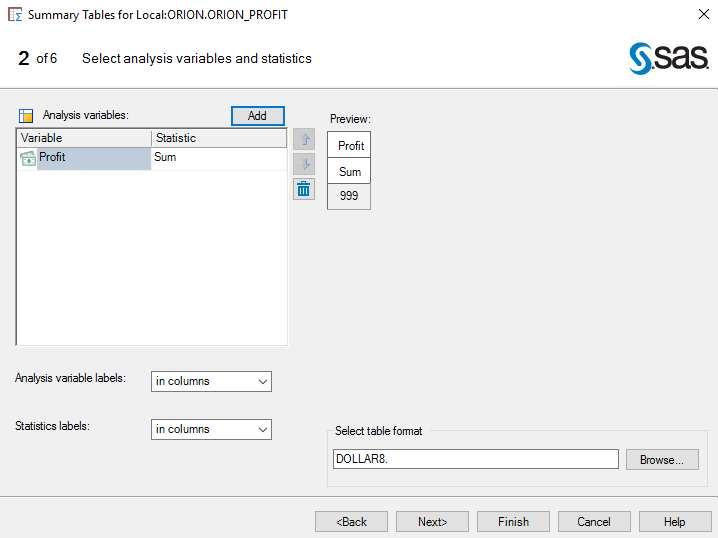 Summary Tables for Local:ORION.ORION_PROFIT
2 of 6 Select analysis variables and statistics
sas
Analysis variables:
Add
Preview:
Variable Statistic
Profit Sum
Profit
Sum
999
Analysis variable labels:
in columns
Statistics labels:
in columns
Select table format
DOLLAR8.
Browse...
<Back
Next>
Finish
Cancel
Help